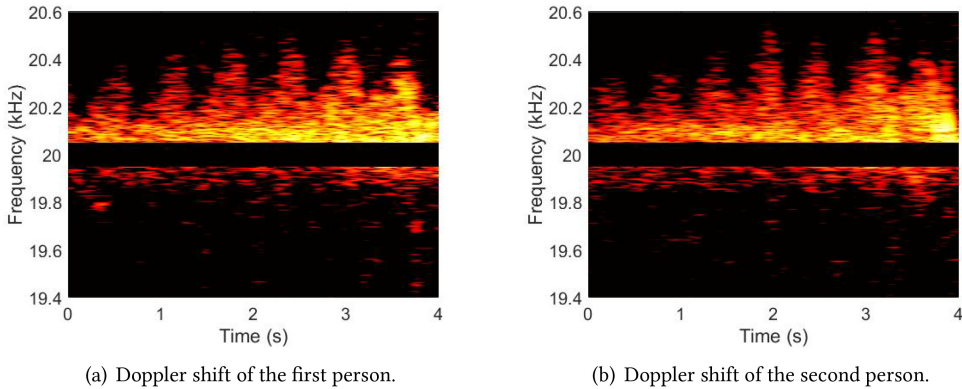 20.6
20.4
20.2
20
19.8
19.6
19.4
Frequency (kHz)
0 1 2 3 4
Time (s)
(a) Doppler shift of the first person.
20.6
20.4
20.2
20
19.8
19.6
19.4
Frequency (kHz)
0 1 2 3 4
Time (s)
(b) Doppler shift of the second person.